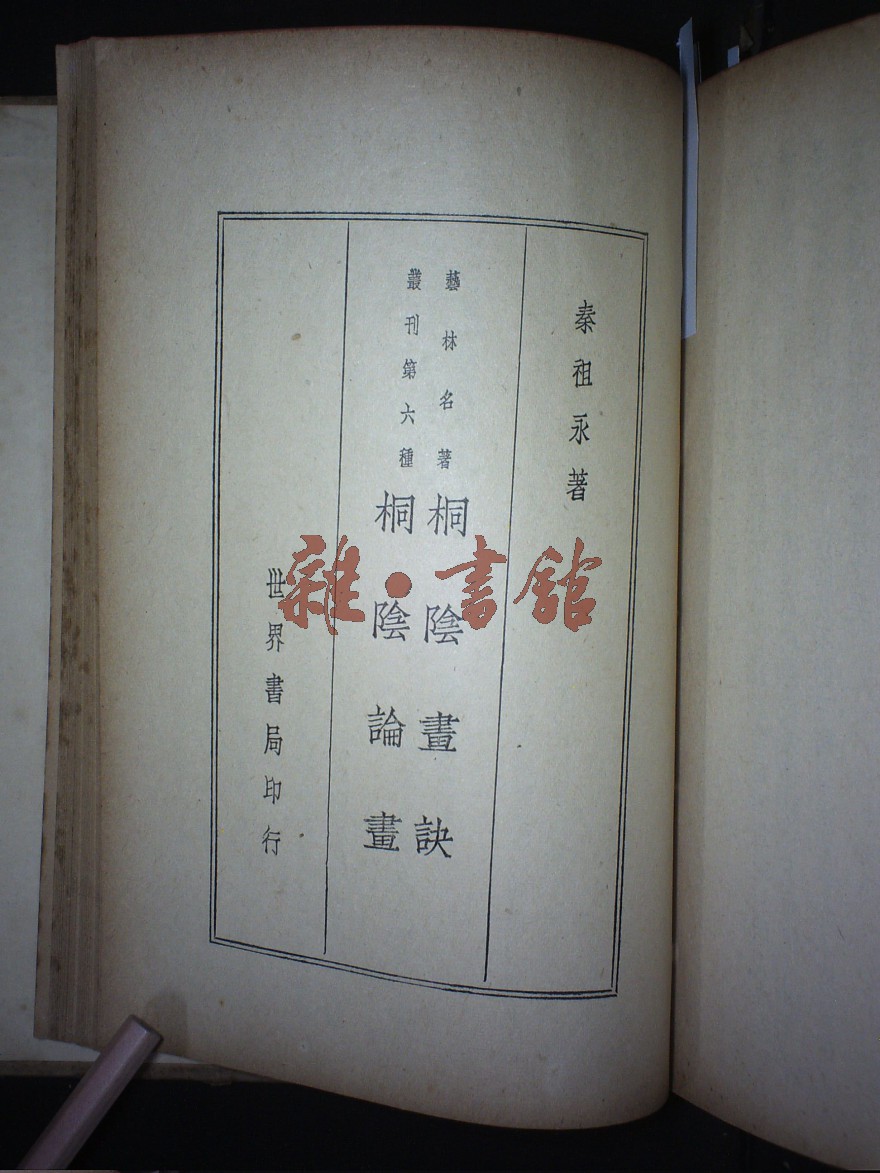 秦祖永著
藝林名著
叢刊第六種
桐陰畫訣
桐陰論畫
世界書局印行
雜·書館